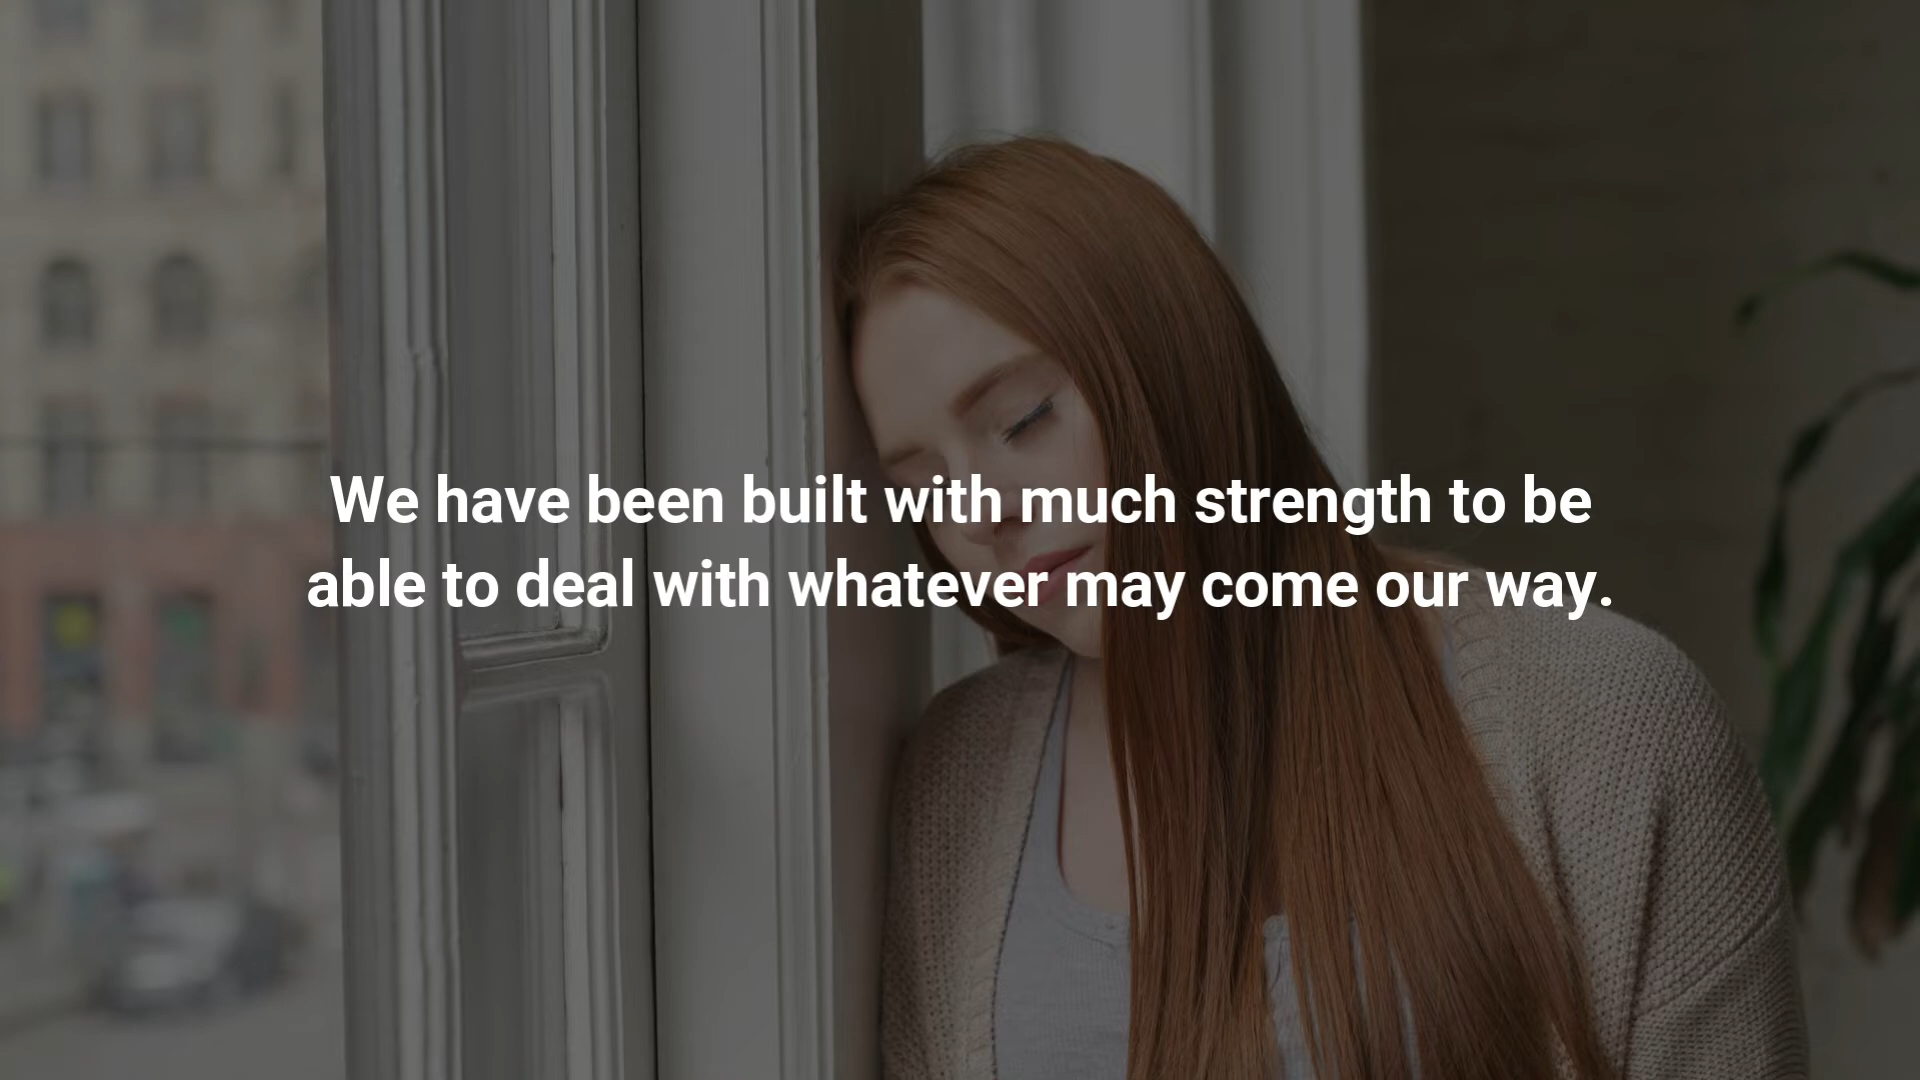 We have been built with much strength to be
able to deal with whatever may come our way.